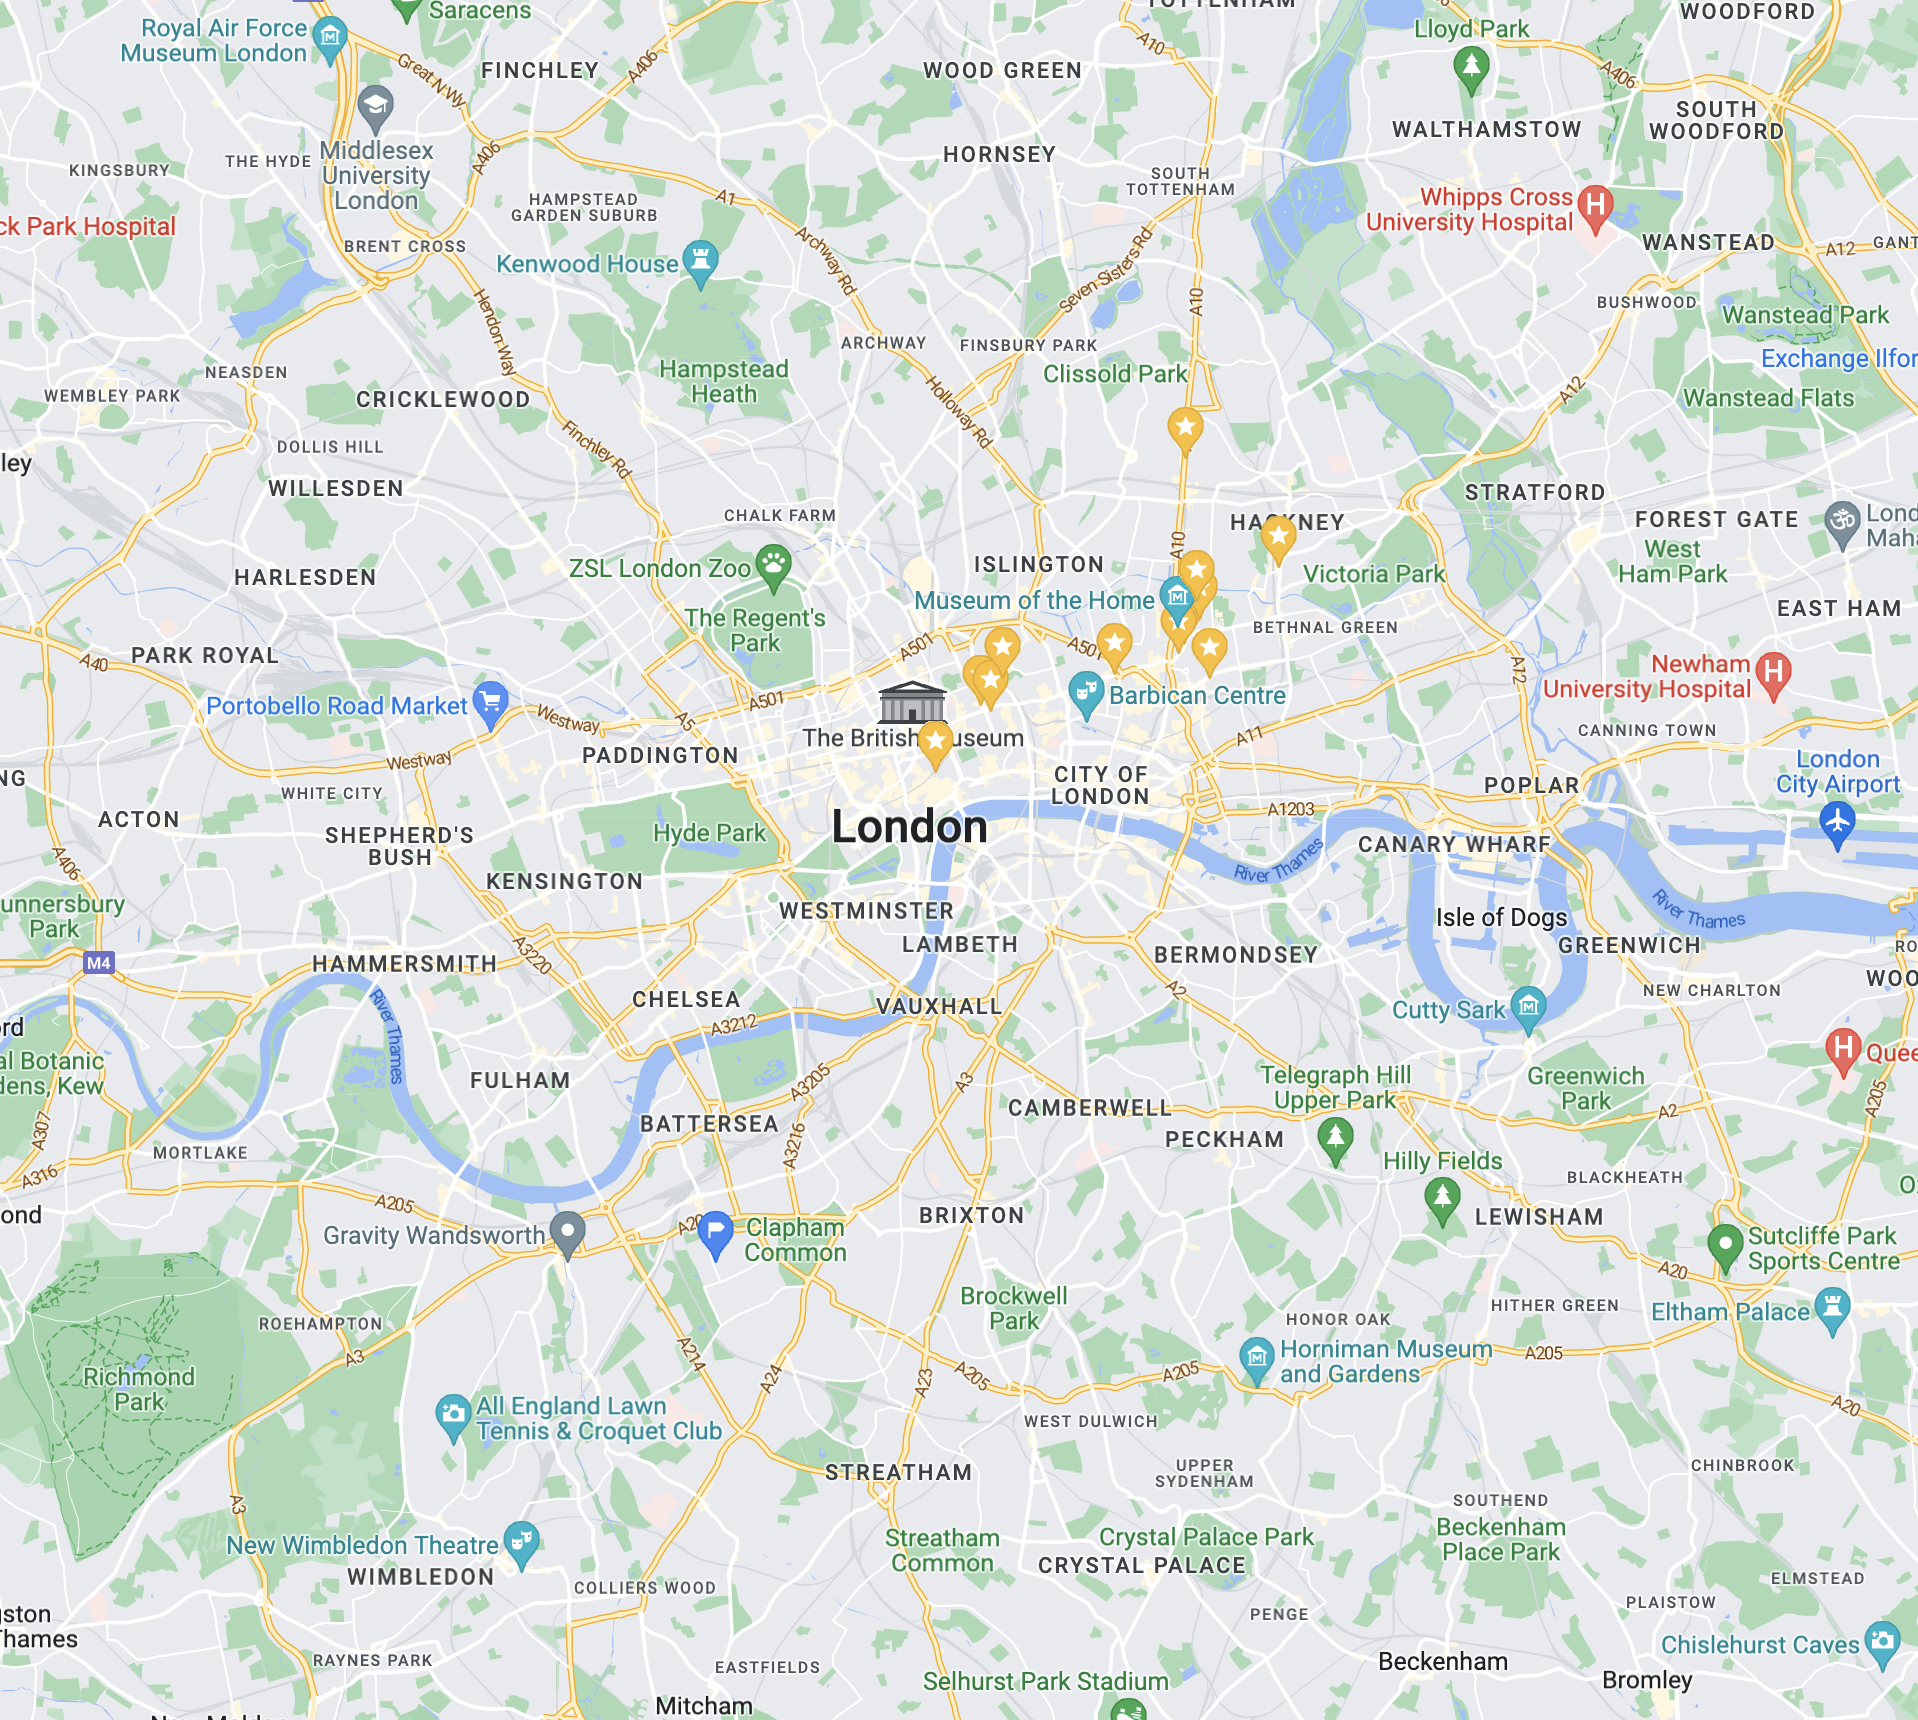 TOTTENHAM
WOODFORD
Saracens
Royal Air Force
Museum London
Lloyd Park
A10
Great N Wy
FINCHLEY
A406
WOOD GREEN
A406
SOUTH
WOODFORD
WALTHAMSTOW
Middlesex
University
London
KINGSBURY
THE HYDE
A406
HORNSEY
SOUTH
TOTTENHAM
HAMPSTEAD
GARDEN SUBURB
A1
Whipps Cross
University Hospital
ck Park Hospital
BRENT CROSS
WANSTEAD
A12
GANT
Kenwood House
Archway Rd
Seven Sisters Rd
A10
BUSHWOOD
Wanstead Park
Hendon Way
ARCHWAY
FINSBURY PARK
Exchange Ilfor
NEASDEN
Hampstead
Heath
Clissold Park
WEMBLEY PARK
CRICKLEWOOD
Holloway Rd
A12
Wanstead Flats
DOLLIS HILL
Finchley Rd
ley
WILLESDEN
STRATFORD
CHALK FARM
HACKNEY
FOREST GATE
Lond
Maha
A10
West
Ham Park
ISLINGTON
ZSL London Zoo
HARLESDEN
Victoria Park
Museum of the Home
EAST HAM
The Regent's
Park
BETHNAL GREEN
A501
A501
PARK ROYAL
A40
A12
Newham
University Hospital
Portobello Road Market
A501
Barbican Centre
Westway
A5
CANNING TOWN
The British Museum
A11
Westway
PADDINGTON
London
City Airport
NG
CITY OF
LONDON
POPLAR
WHITE CITY
A1203
ACTON
SHEPHERD'S
BUSH
Hyde Park
London
CANARY WHARF
A406
River Thames
KENSINGTON
unnersbury
Park
WESTMINSTER
Isle of Dogs
River Thames
LAMBETH
GREENWICH
RO
BERMONDSEY
M4
HAMMERSMITH
A3220
WOO
A2
NEW CHARLTON
CHELSEA
VAUXHALL
Cutty Sark
River Thames
ord
A3212
Quee
al Botanic
dens, Kew
FULHAM
A3205
A3
Telegraph Hill
Upper Park
Greenwich
Park
A205
CAMBERWELL
A2
A307
BATTERSEA
PECKHAM
A3216
MORTLAKE
Hilly Fields
BLACKHEATH
A316
O
A205
ond
BRIXTON
LEWISHAM
Gravity Wandsworth
A20
Clapham
Common
Sutcliffe Park
Sports Centre
A20
Brockwell
Park
HITHER GREEN
Eltham Palace
ROEHAMPTON
HONOR OAK
A3
A214
Horniman Museum
and Gardens
A205
Richmond
Park
A24
A23
A205
A205
All England Lawn
Tennis & Croquet Club
WEST DULWICH
A20
STREATHAM
UPPER
SYDENHAM
CHINBROOK
A3
SOUTHEND
Beckenham
Place Park
New Wimbledon Theatre
Streatham
Common
Crystal Palace Park
CRYSTAL PALACE
WIMBLEDON
COLLIERS WOOD
ELMSTEAD
gston
Thames
PENGE
PLAISTOW
Chislehurst Caves
RAYNES PARK
EASTFIELDS
Selhurst Park Stadium
Beckenham
Bromley
Mitcham